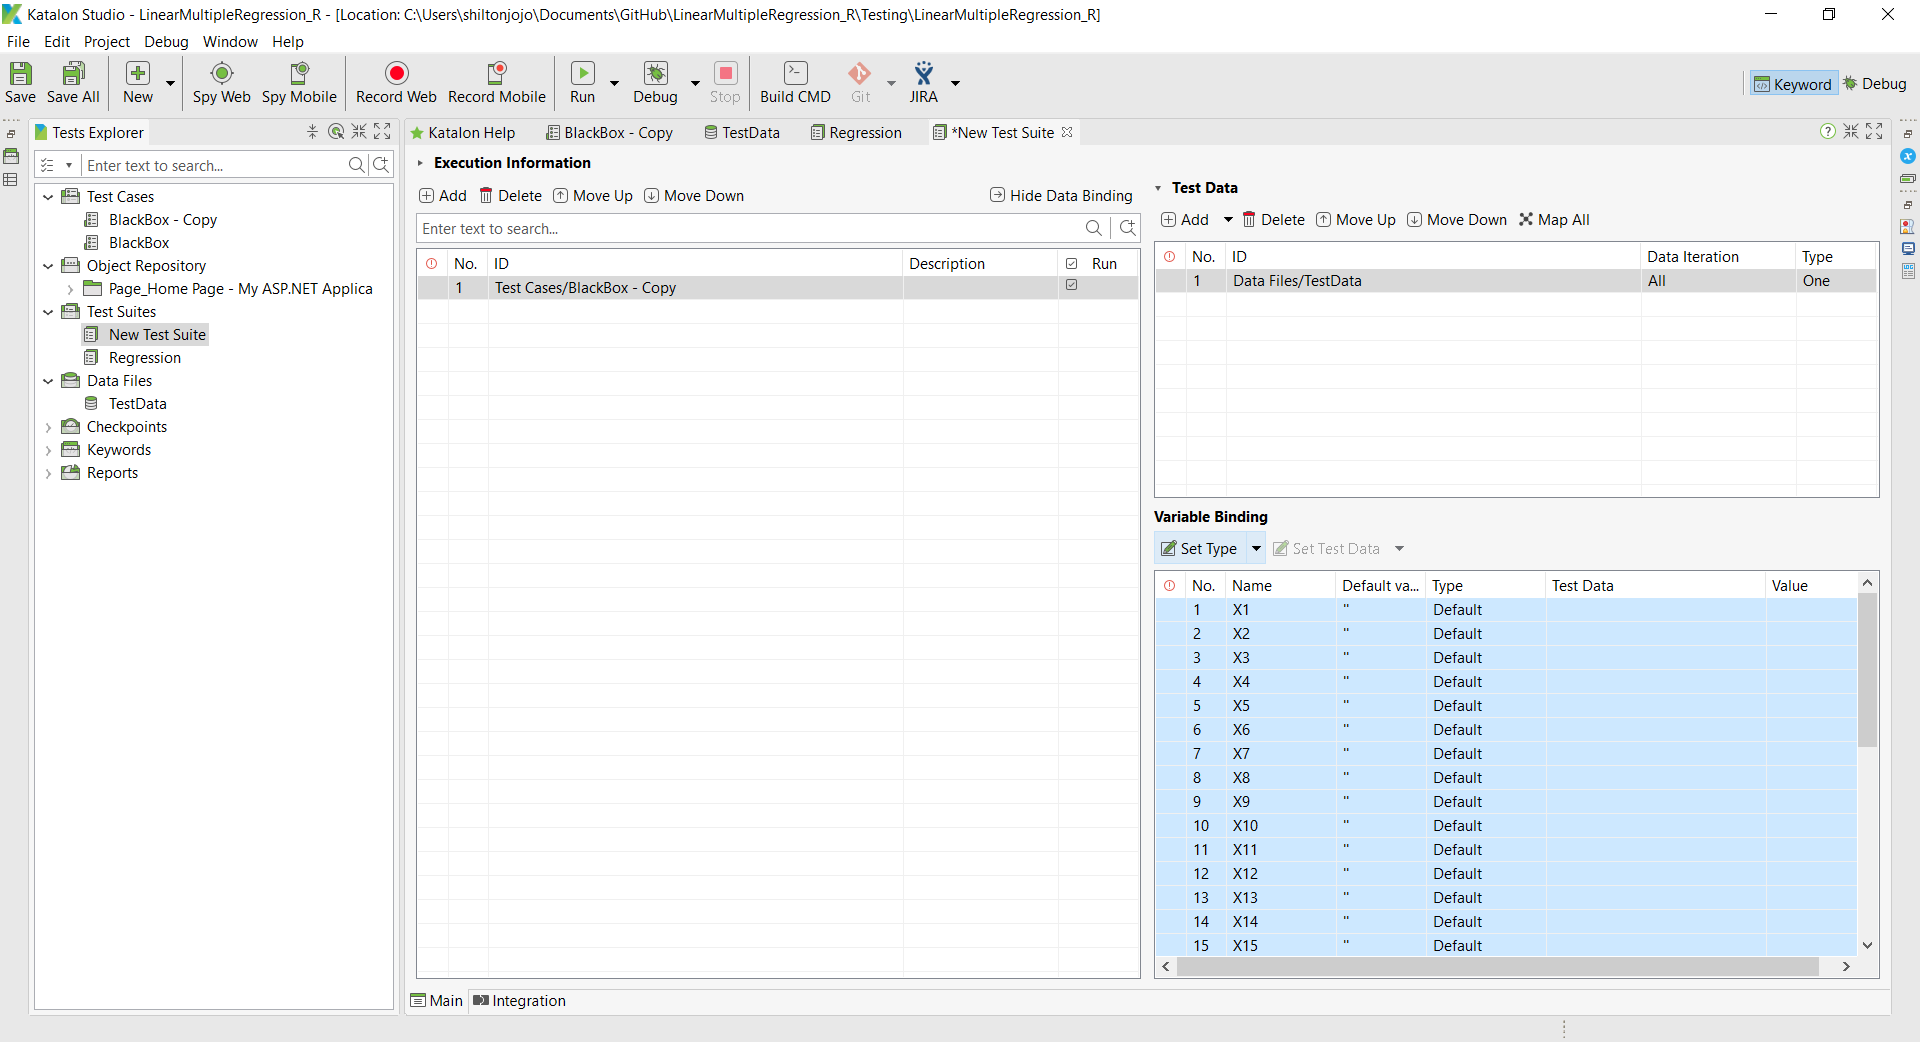 Katalon Studio - LinearMultipleRegression_R - [Location: C:\Users\shiltonjojo\Documents\GitHub\LinearMultipleRegression_R\Testing\LinearMultipleRegression_R]
File Edit Project Debug Window Help
Save Save All New Spy Web Spy Mobile Record Web Record Mobile Run Debug Stop Build CMD Git JIRA Keyword Debug
Tests Explorer
Enter text to search...
Test Cases
BlackBox - Copy
BlackBox
Object Repository
Page_Home Page - My ASP.NET Applica
Test Suites
New Test Suite
Regression
Data Files
TestData
Checkpoints
Keywords
Reports
Katalon Help BlackBox - Copy TestData Regression *New Test Suite
Execution Information
Add Delete Move Up Move Down Hide Data Binding
Enter text to search...
No. ID Description Run
1 Test Cases/BlackBox - Copy
Test Data
Add Delete Move Up Move Down Map All
No. ID Data Iteration Type
1 Data Files/TestData All One
Variable Binding
Set Type Set Test Data
No. Name Default va... Type Test Data Value
1 X1 '' Default
2 X2 '' Default
3 X3 '' Default
4 X4 '' Default
5 X5 '' Default
6 X6 '' Default
7 X7 '' Default
8 X8 '' Default
9 X9 '' Default
10 X10 '' Default
11 X11 '' Default
12 X12 '' Default
13 X13 '' Default
14 X14 '' Default
15 X15 '' Default
Main Integration